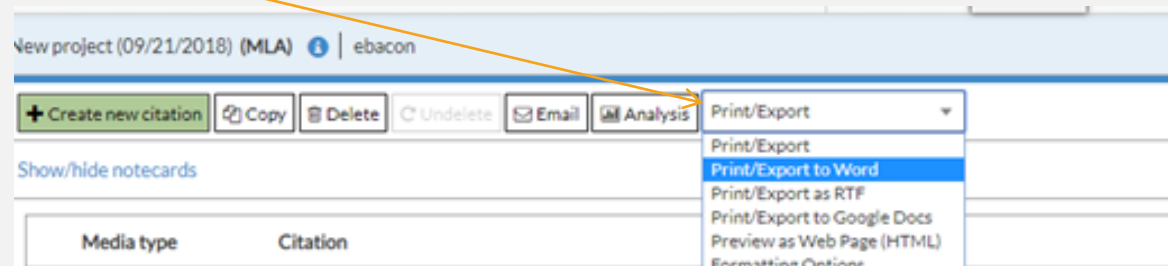 New project (09/21/2018) (MLA) i | ebacon
+ Create new citation Copy Delete Undelete Email Analysis Print/Export
Print/Export
Show/hide notecards Print/Export to Word
Print/Export as RTF
Print/Export to Google Docs
Media type Citation Preview as Web Page (HTML)
Formatting Options